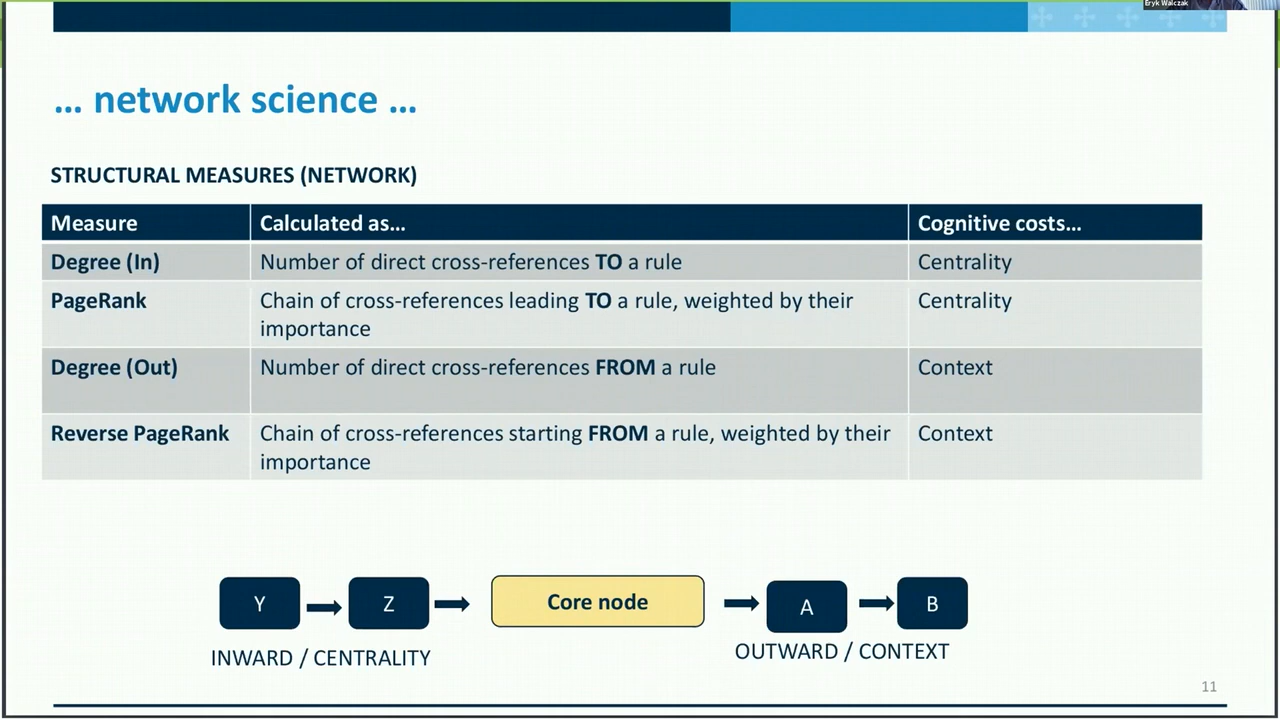 Eryk Walczak
... network science ...
STRUCTURAL MEASURES (NETWORK)
Measure Calculated as... Cognitive costs...
Degree (In) Number of direct cross-references TO a rule Centrality
PageRank Chain of cross-references leading TO a rule, weighted by their Centrality
importance
Degree (Out) Number of direct cross-references FROM a rule Context
Reverse PageRank Chain of cross-references starting FROM a rule, weighted by their Context
importance
Y Z Core node A B
INWARD / CENTRALITY OUTWARD / CONTEXT
11